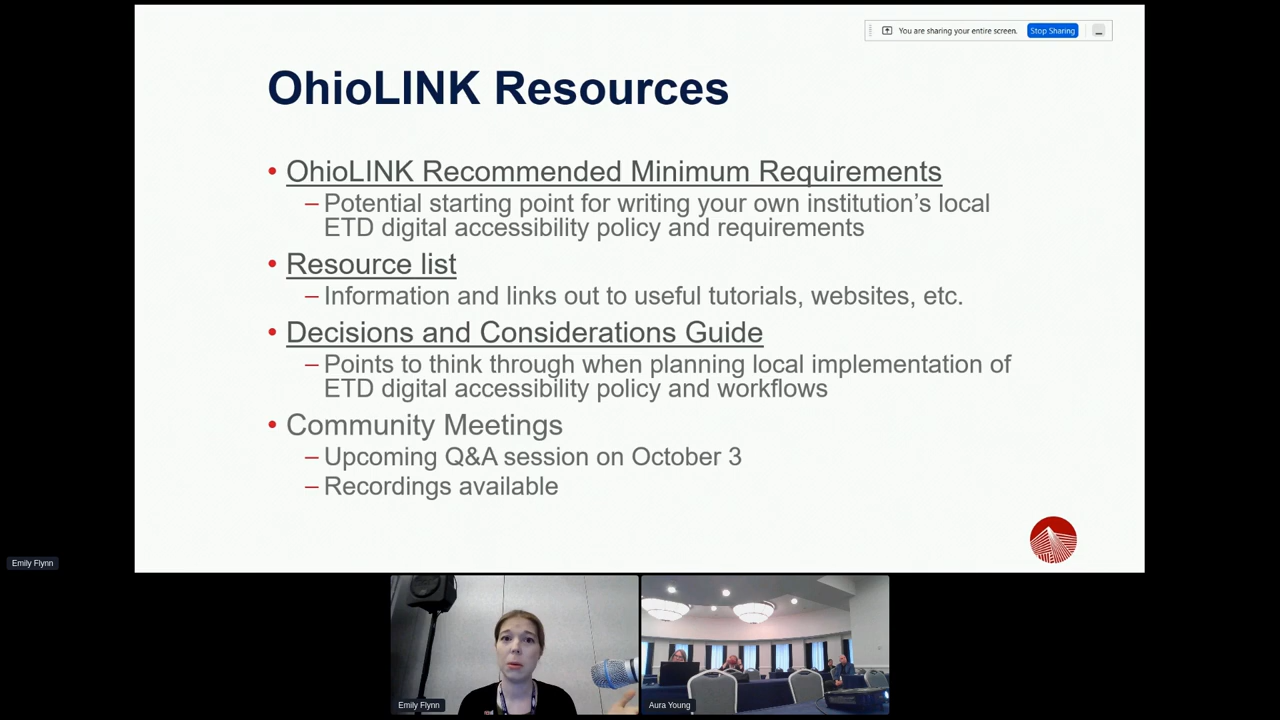 You are sharing your entire screen. Stop Sharing
OhioLINK Resources
• OhioLINK Recommended Minimum Requirements
– Potential starting point for writing your own institution’s local
ETD digital accessibility policy and requirements
• Resource list
– Information and links out to useful tutorials, websites, etc.
• Decisions and Considerations Guide
– Points to think through when planning local implementation of
ETD digital accessibility policy and workflows
• Community Meetings
– Upcoming Q&A session on October 3
– Recordings available
Emily Flynn
Emily Flynn
Aura Young